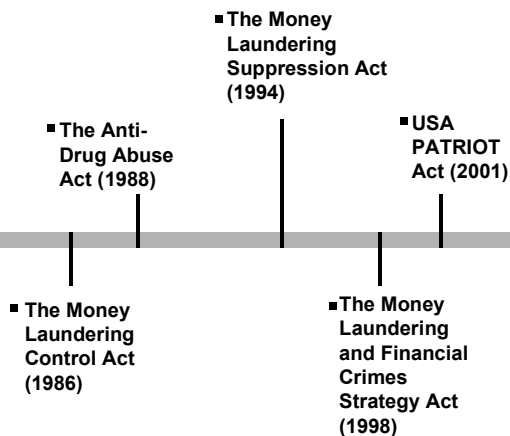 ▪ The Money
Laundering
Suppression Act
(1994)
▪ The Anti-
Drug Abuse
Act (1988)
▪ USA
PATRIOT
Act (2001)
▪ The Money
Laundering
Control Act
(1986)
▪ The Money
Laundering
and Financial
Crimes
Strategy Act
(1998)